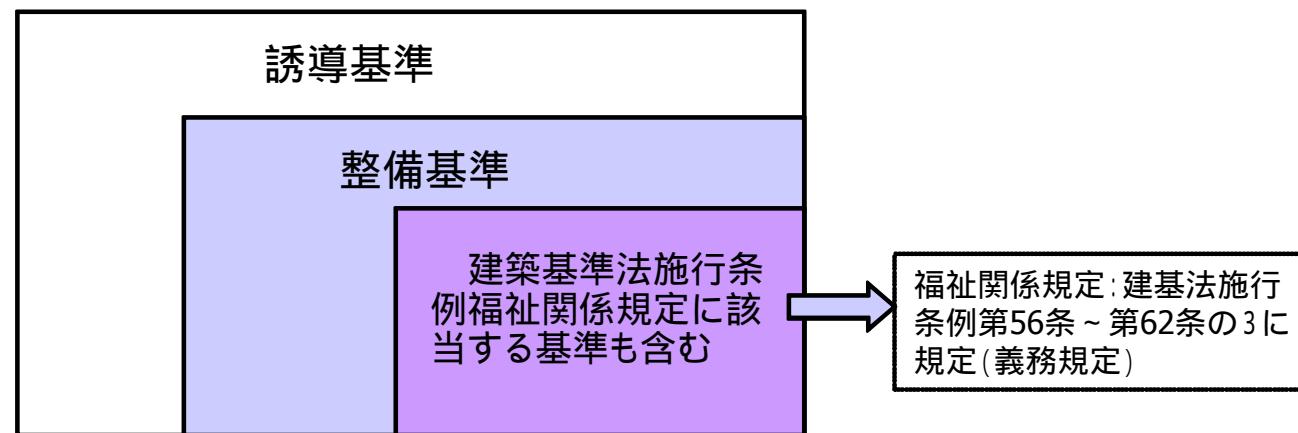 誘導基準
整備基準
　建築基準法施行条
例福祉関係規定に該
当する基準も含む
福祉関係規定:建基法施行
条例第56条～第62条の3に
規定(義務規定)